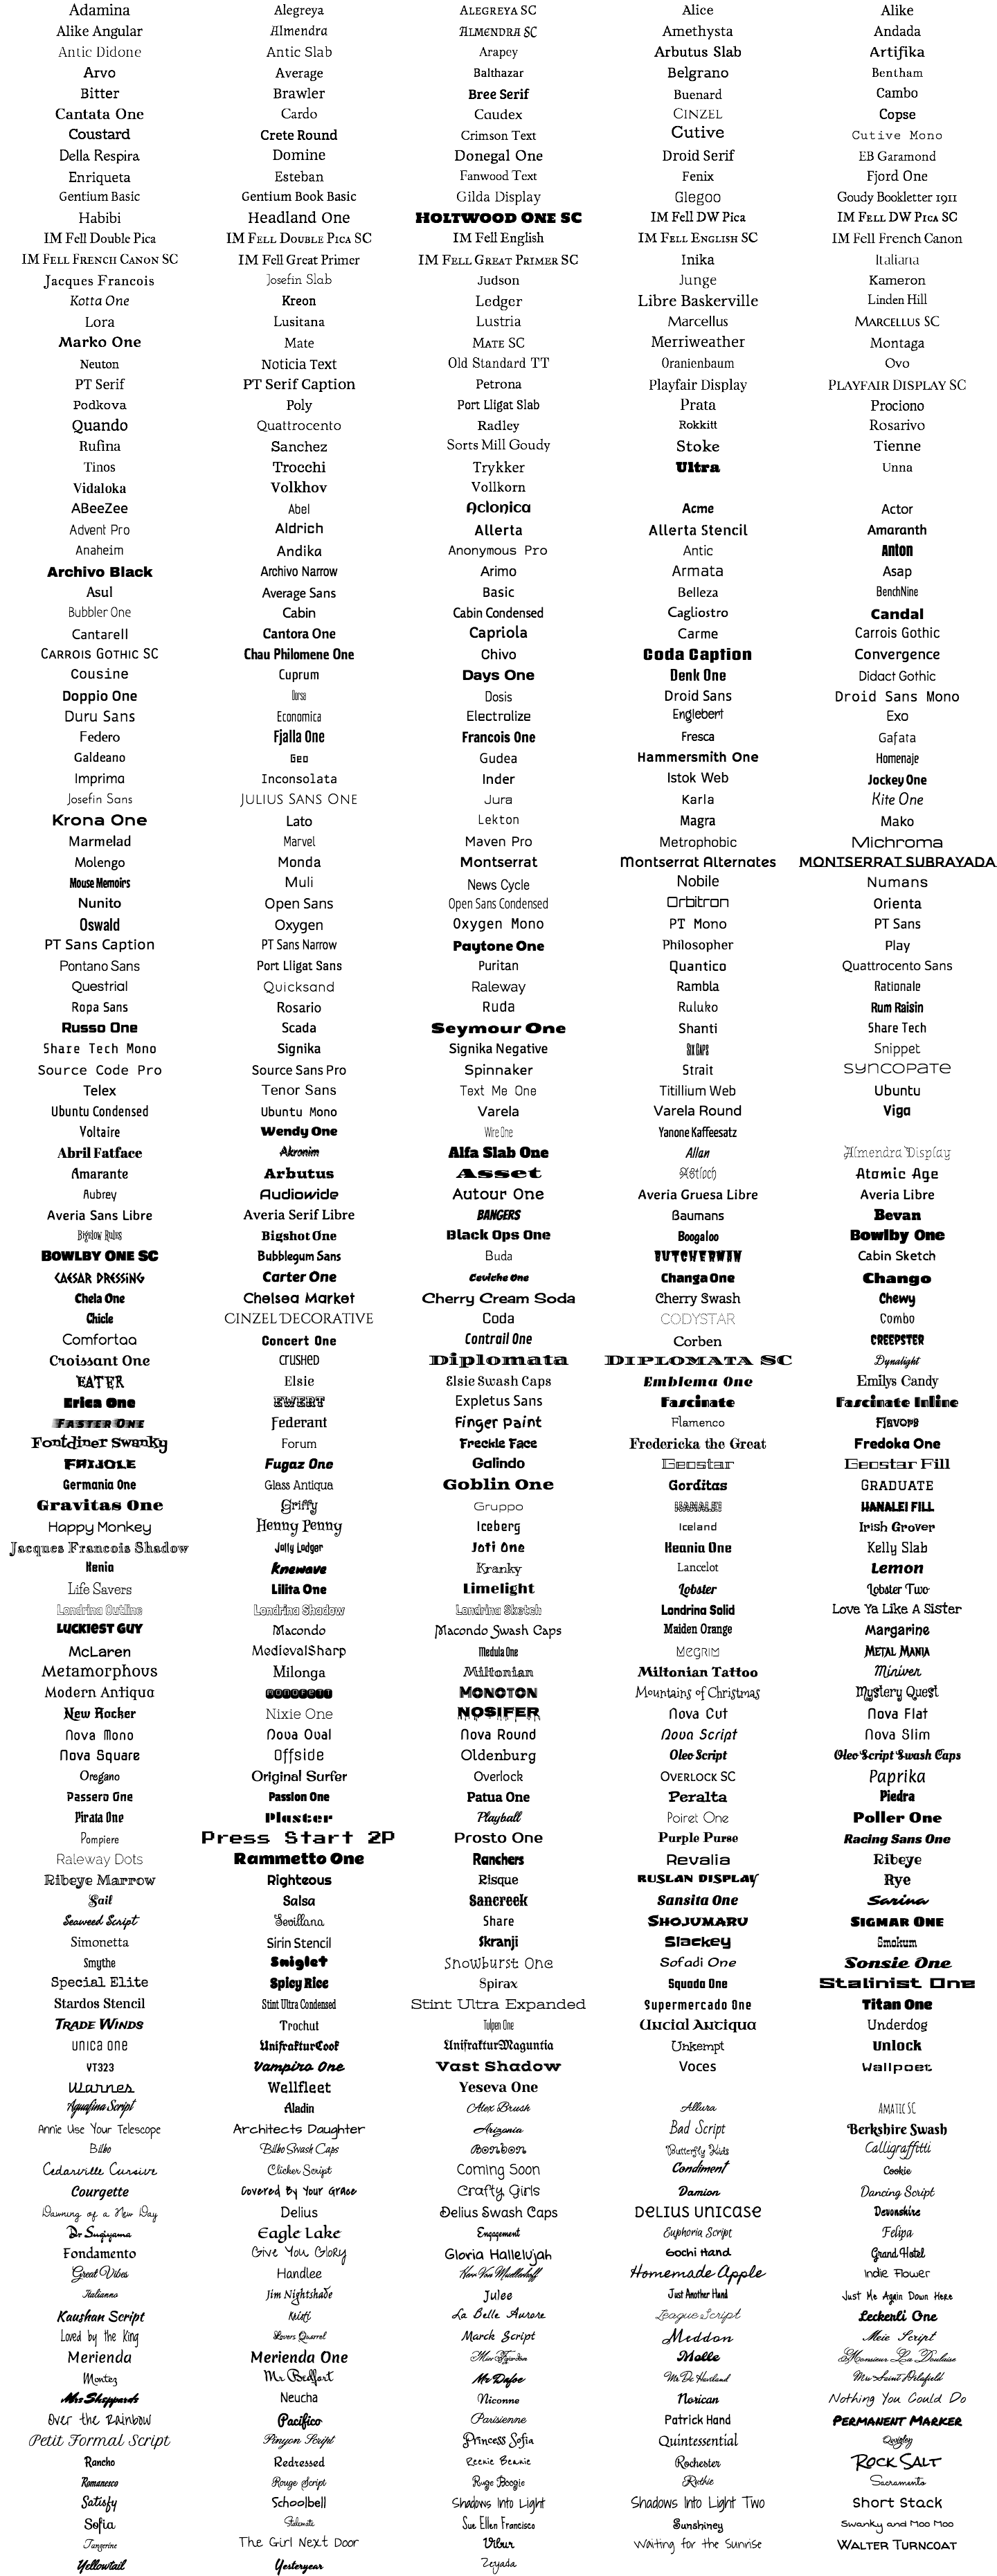 Adamina Alegreya ALEGREYA SC Alice Alike
Alike Angular Almendra ALMENDRA SC Amethysta Andada
Antic Didone Antic Slab Arapey Arbutus Slab Artifika
Arvo Average Balthazar Belgrano Bentham
Bitter Brawler Bree Serif Buenard Cambo
Cantata One Cardo Caudex CINZEL Copse
Coustard Crete Round Crimson Text Cutive Cutive Mono
Della Respira Domine Donegal One Droid Serif EB Garamond
Enriqueta Esteban Fanwood Text Fenix Fjord One
Gentium Basic Gentium Book Basic Gilda Display Glegoo Goudy Bookletter 1911
Habibi Headland One HOLTWOOD ONE SC IM Fell DW Pica IM FELL DW PICA SC
IM Fell Double Pica IM FELL DOUBLE PICA SC IM Fell English IM FELL ENGLISH SC IM Fell French Canon
IM FELL FRENCH CANON SC IM Fell Great Primer IM FELL GREAT PRIMER SC Inika Italiana
Jacques Francois Josefin Slab Judson Junge Kameron
Kotta One Kreon Ledger Libre Baskerville Linden Hill
Lora Lusitana Lustria Marcellus MARCELLUS SC
Marko One Mate MATE SC Merriweather Montaga
Neuton Noticia Text Old Standard TT Oranienbaum Ovo
PT Serif PT Serif Caption Petrona Playfair Display PLAYFAIR DISPLAY SC
Podkova Poly Port Lligat Slab Prata Prociono
Quando Quattrocento Radley Rokkitt Rosarivo
Rufina Sanchez Sorts Mill Goudy Stoke Tienne
Tinos Trocchi Trykker Ultra Unna
Vidaloka Volkhov Vollkorn
ABeeZee Abel Aclonica Acme Actor
Advent Pro Aldrich Allerta Allerta Stencil Amaranth
Anaheim Andika Anonymous Pro Antic Anton
Archivo Black Archivo Narrow Arimo Armata Asap
Asul Average Sans Basic Belleza BenchNine
Bubbler One Cabin Cabin Condensed Cagliostro Candal
Cantarell Cantora One Capriola Carme Carrois Gothic
CARROIS GOTHIC SC Chau Philomene One Chivo Coda Caption Convergence
Cousine Cuprum Days One Denk One Didact Gothic
Doppio One Dorsa Dosis Droid Sans Droid Sans Mono
Duru Sans Economica Electrolize Englebert Exo
Federo Fjalla One Francois One Fresca Gafata
Galdeano Geo Gudea Hammersmith One Homenaje
Imprima Inconsolata Inder Istok Web Jockey One
Josefin Sans JULIUS SANS ONE Jura Karla Kite One
Krona One Lato Lekton Magra Mako
Marmelad Marvel Maven Pro Metrophobic Michroma
Molengo Monda Montserrat Montserrat Alternates MONTSERRAT SUBRAYADA
Mouse Memoirs Muli News Cycle Nobile Numans
Nunito Open Sans Open Sans Condensed Orbitron Orienta
Oswald Oxygen Oxygen Mono PT Mono PT Sans
PT Sans Caption PT Sans Narrow Paytone One Philosopher Play
Pontano Sans Port Lligat Sans Puritan Quantico Quattrocento Sans
Questrial Quicksand Raleway Rambla Rationale
Ropa Sans Rosario Ruda Ruluko Rum Raisin
Russo One Scada Seymour One Shanti Share Tech
Share Tech Mono Signika Signika Negative SIX CAPS Snippet
Source Code Pro Source Sans Pro Spinnaker Strait SYNCOPATE
Telex Tenor Sans Text Me One Titillium Web Ubuntu
Ubuntu Condensed Ubuntu Mono Varela Varela Round Viga
Voltaire Wendy One Wire One Yanone Kaffeesatz
Abril Fatface Akronim Alfa Slab One Allan Almendra Display
Amarante Arbutus Asset Astloch Atomic Age
Aubrey Audiowide Autour One Averia Gruesa Libre Averia Libre
Averia Sans Libre Averia Serif Libre BANGERS Baumans Bevan
Bigelow Rules Bigshot One Black Ops One Boogaloo Bowlby One
BOWLBY ONE SC Bubblegum Sans Buda BUTCHERMAN Cabin Sketch
CAESAR DRESSING Carter One Ceviche One Changa One Chango
Chela One Chelsea Market Cherry Cream Soda Cherry Swash Chewy
Chicle CINZEL DECORATIVE Coda CODYSTAR Combo
Comfortaa Concert One Contrail One Corben CREEPSTER
Croissant One Crushed Diplomata DIPLOMATA SC Dynalight
EATER Elsie Elsie Swash Caps Emblema One Emilys Candy
Erica One EWERT Expletus Sans Fascinate Fascinate Inline
FASTER ONE Federant Finger Paint Flamenco Flavors
Fontdiner Swanky Forum Freckle Face Fredericka the Great Fredoka One
FRIJOLE Fugaz One Galindo Geostar Geostar Fill
Germania One Glass Antiqua Goblin One Gorditas GRADUATE
Gravitas One Griffy Gruppo HANALEI HANALEI FILL
Happy Monkey Henny Penny Iceberg Iceland Irish Grover
Jacques Francois Shadow Jolly Lodger Joti One Keania One Kelly Slab
Kenia Knewave Kranky Lancelot Lemon
Life Savers Lilita One Limelight Lobster Lobster Two
Londrina Outline Londrina Shadow Londrina Sketch Londrina Solid Love Ya Like A Sister
LUCKIEST GUY Macondo Macondo Swash Caps Maiden Orange Margarine
McLaren MedievalSharp Medula One MEGRIM METAL MANIA
Metamorphous Milonga Miltonian Miltonian Tattoo Miniver
Modern Antiqua MONOFETT MONOTON Mountains of Christmas Mystery Quest
New Rocker Nixie One NOSIFER Nova Cut Nova Flat
Nova Mono Nova Oval Nova Round Nova Script Nova Slim
Nova Square Offside Oldenburg Oleo Script Oleo Script Swash Caps
Oregano Original Surfer Overlock OVERLOCK SC Paprika
Passero One Passion One Patua One Peralta Piedra
Pirata One Plaster Playball Poiret One Poller One
Pompiere Press Start 2P Prosto One Purple Purse Racing Sans One
Raleway Dots Rammetto One Ranchers Revalia Ribeye
Ribeye Marrow Righteous Risque RUSLAN DISPLAY Rye
Sail Salsa Sancreek Sansita One Sarina
Seaweed Script Sevillana Share SHOJUMARU SIGMAR ONE
Simonetta Sirin Stencil Skranji Slackey Smokum
Smythe Sniglet Snowburst One Sofadi One Sonsie One
Special Elite Spicy Rice Spirax Squada One Stalinist One
Stardos Stencil Stint Ultra Condensed Stint Ultra Expanded Supermercado One Titan One
TRADE WINDS Trochut Tulpen One Uncial Antiqua Underdog
UNICA ONE UnifrakturCook UnifrakturMaguntia Unkempt Unlock
VT323 Vampiro One Vast Shadow Voces Wallpoet
Warnes Wellfleet Yeseva One
Aguafina Script Aladin Alex Brush Allura AMATIC SC
Annie Use Your Telescope Architects Daughter Arizonia Bad Script Berkshire Swash
Bilbo Bilbo Swash Caps Bonbon Butterfly Kids Calligraffitti
Cedarville Cursive Clicker Script Coming Soon Condiment Cookie
Courgette Covered By Your Grace Crafty Girls Damion Dancing Script
Dawning of a New Day Delius Delius Swash Caps DELIUS UNICASE Devonshire
Dr Sugiyama Eagle Lake Engagement Euphoria Script Felipa
Fondamento Give You Glory Gloria Hallelujah Gochi Hand Grand Hotel
Great Vibes Handlee Herr Von Muellerhoff Homemade Apple Indie Flower
Italianno Jim Nightshade Julee Just Another Hand Just Me Again Down Here
Kaushan Script Kristi La Belle Aurore League Script Leckerli One
Loved by the King Lovers Quarrel Marck Script Meddon Meie Script
Merienda Merienda One Miss Fajardose Molle Monsieur La Doulaise
Montez Mr Bedfort Mr Dafoe Mr De Haviland Mrs Saint Delafield
Mrs Sheppards Neucha Niconne Norican Nothing You Could Do
Over the Rainbow Pacifico Parisienne Patrick Hand PERMANENT MARKER
Petit Formal Script Pinyon Script Princess Sofia Quintessential Qwigley
Rancho Redressed Reenie Beanie Rochester ROCK SALT
Romanesco Rouge Script Ruge Boogie Ruthie Sacramento
Satisfy Schoolbell Shadows Into Light Shadows Into Light Two Short Stack
Sofia Stalemate Sue Ellen Francisco Sunshiney Swanky and Moo Moo
Tangerine The Girl Next Door Vibur Waiting for the Sunrise WALTER TURNCOAT
Yellowtail Yesteryear Zeyada